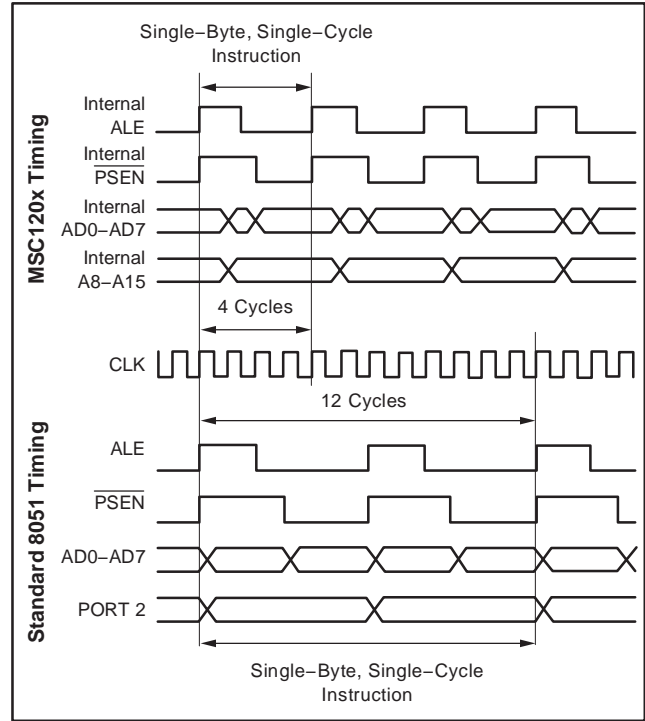 Single−Byte, Single−Cycle
Instruction
MSC120x Timing
Internal
ALE
Internal
PSEN
Internal
AD0−AD7
Internal
A8−A15
4 Cycles
CLK
12 Cycles
Standard 8051 Timing
ALE
PSEN
AD0−AD7
PORT 2
Single−Byte, Single−Cycle
Instruction